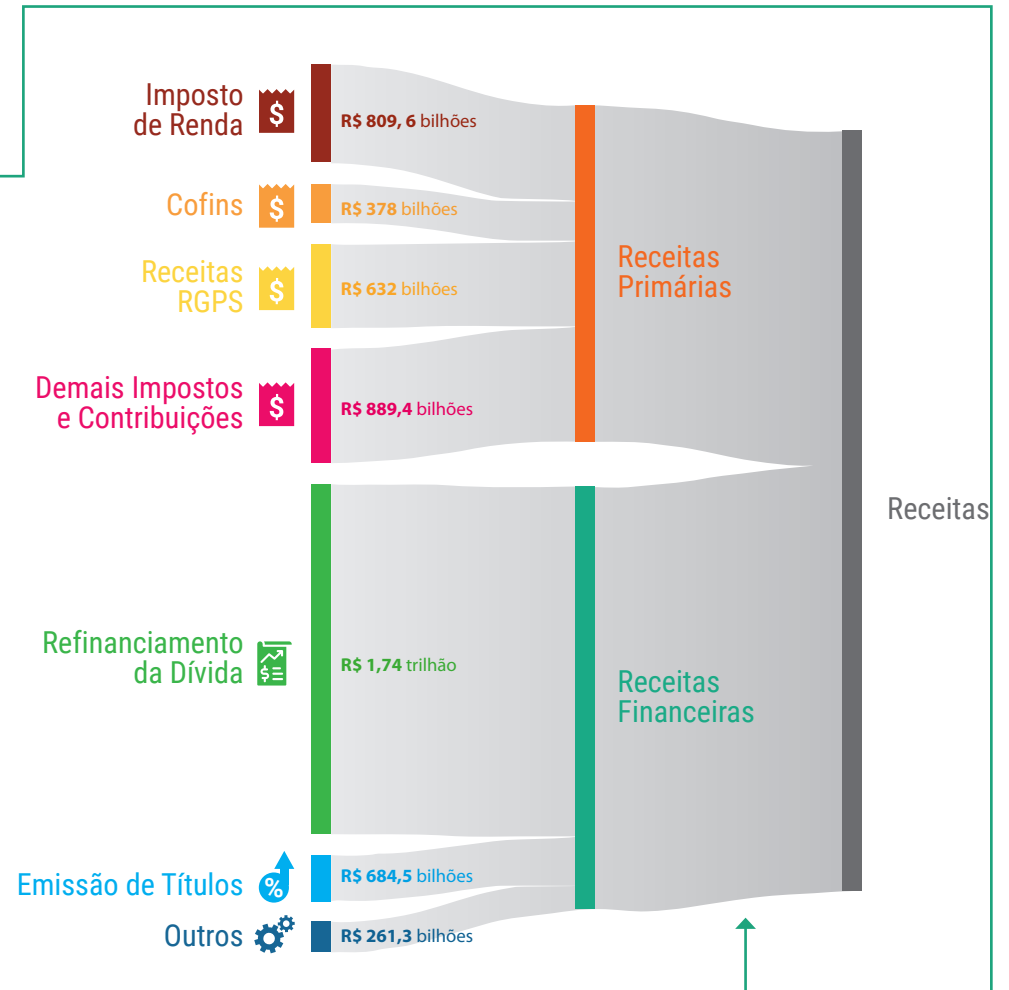 Imposto
de Renda
$
R$ 809, 6 bilhões
Cofins
$
R$ 378 bilhões
Receitas
RGPS
$
R$ 632 bilhões
Demais Impostos
e Contribuições
$
R$ 889,4 bilhões
Receitas
Primárias
Refinanciamento
da Dívida
$
R$ 1,74 trilhão
Receitas
Financeiras
Receitas
Emissão de Títulos
%
R$ 684,5 bilhões
Outros
R$ 261,3 bilhões